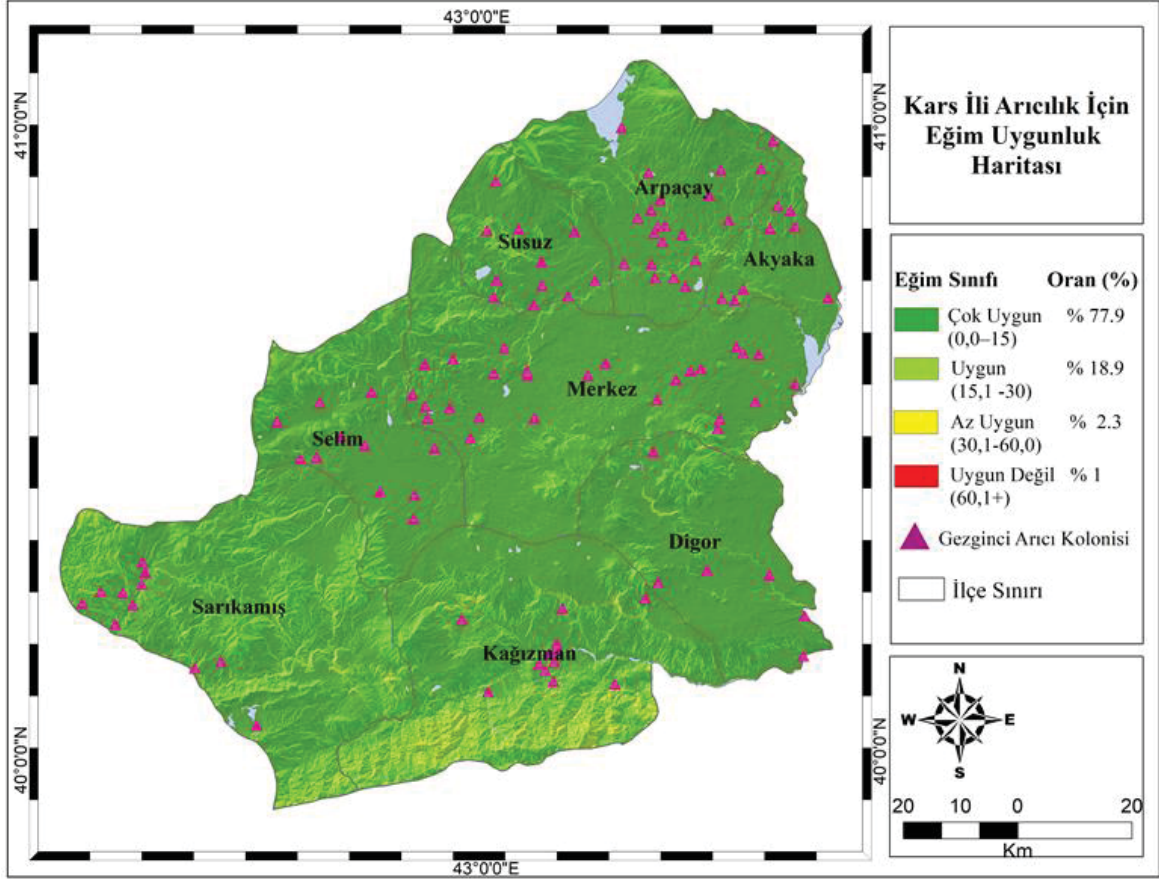 43°0'0"E
41°0'0"N
41°0'0"N
40°0'0"N
40°0'0"N
43°0'0"E
Arpaçay
Susuz
Akyaka
Merkez
Selim
Digor
Sarıkamış
Kağızman
Kars İli Arıcılık İçin
Eğim Uygunluk
Haritası
Eğim Sınıfı Oran (%)
Çok Uygun % 77.9
(0,0–15)
Uygun % 18.9
(15,1 -30)
Az Uygun % 2.3
(30,1-60,0)
Uygun Değil % 1
(60,1+)
Gezginci Arıcı Kolonisi
İlçe Sınırı
N
W E
S
20 10 0 20
Km